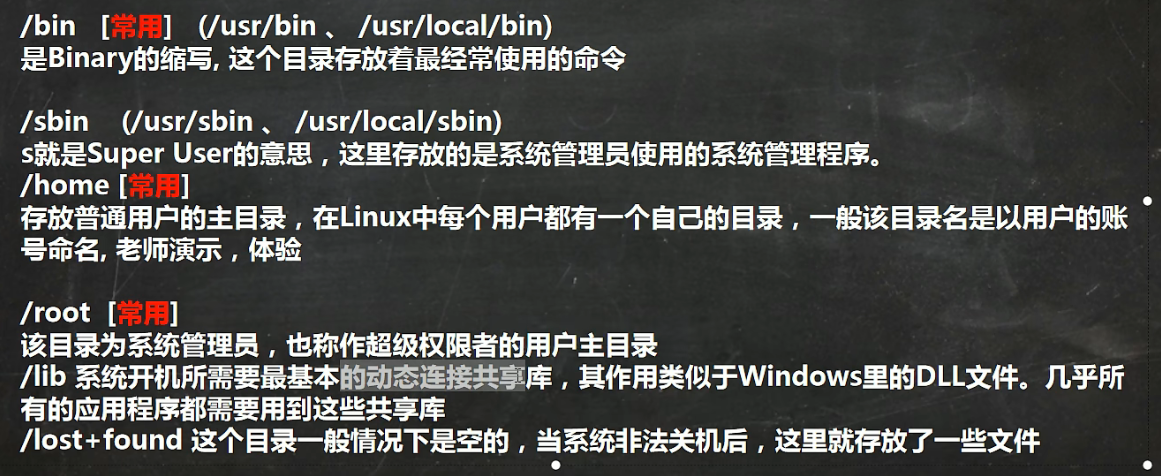 /bin [常用] (/usr/bin 、 /usr/local/bin)
是Binary的缩写, 这个目录存放着最经常使用的命令
/sbin (/usr/sbin 、 /usr/local/sbin)
s就是Super User的意思，这里存放的是系统管理员使用的系统管理程序。
/home [常用]
存放普通用户的主目录，在Linux中每个用户都有一个自己的目录，一般该目录名是以用户的账
号命名, 老师演示，体验
/root [常用]
该目录为系统管理员，也称作超级权限者的用户主目录
/lib 系统开机所需要最基本的动态连接共享库，其作用类似于Windows里的DLL文件。几乎所
有的应用程序都需要用到这些共享库
/lost+found 这个目录一般情况下是空的，当系统非法关机后，这里就存放了一些文件